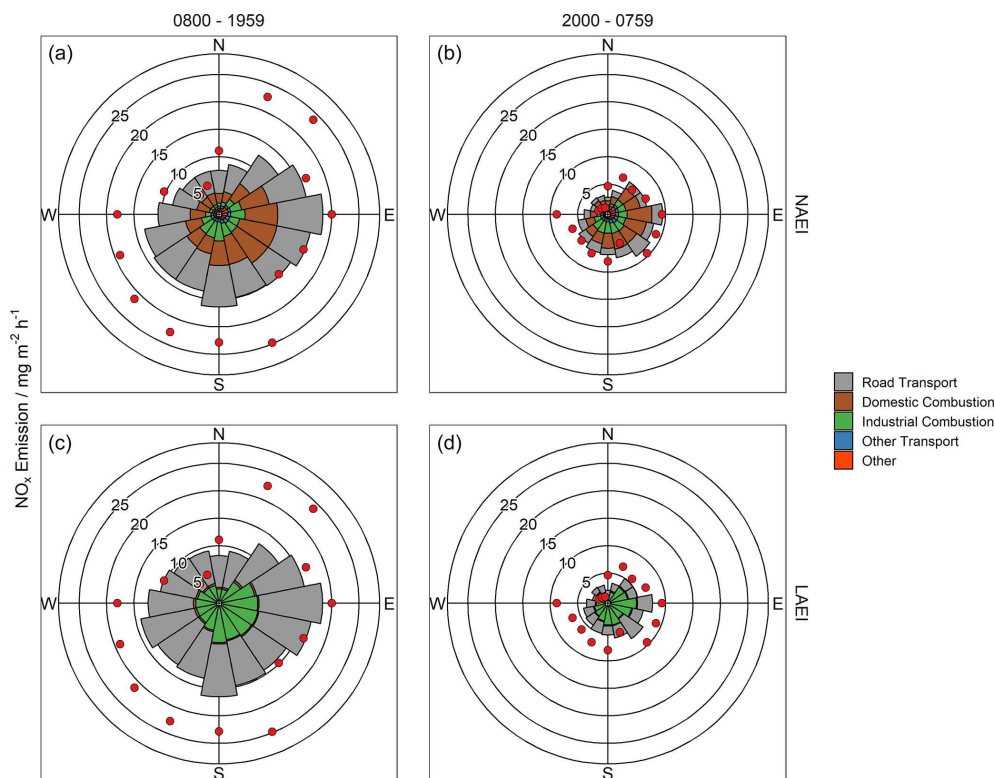 0800 - 1959
2000 - 0759
(a)
N
25
20
15
10
5
W
E
S
(b)
N
25
20
15
10
5
W
E
S
NAEI
NOx Emission / mg m-2 h-1
Road Transport
Domestic Combustion
Industrial Combustion
Other Transport
Other
(c)
N
25
20
15
10
5
W
E
S
(d)
N
25
20
15
10
5
W
E
S
LAEI